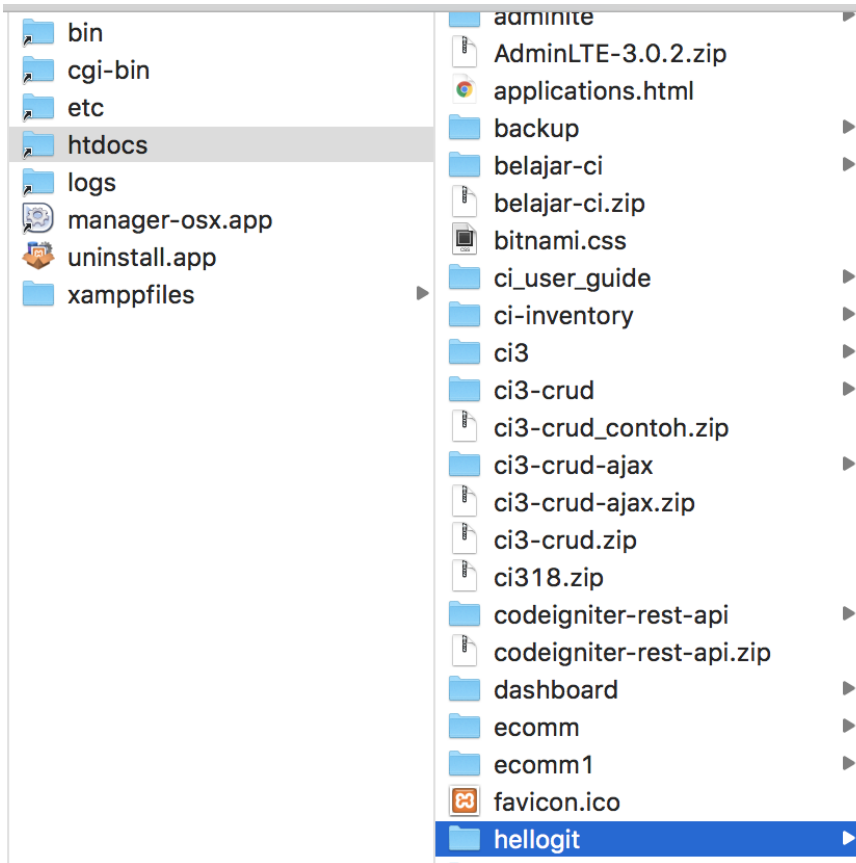 bin
cgi-bin
etc
htdocs
logs
manager-osx.app
uninstall.app
xamppfiles
adminlte
AdminLTE-3.0.2.zip
applications.html
backup
belajar-ci
belajar-ci.zip
bitnami.css
ci_user_guide
ci-inventory
ci3
ci3-crud
ci3-crud_contoh.zip
ci3-crud-ajax
ci3-crud-ajax.zip
ci3-crud.zip
ci318.zip
codeigniter-rest-api
codeigniter-rest-api.zip
dashboard
ecomm
ecomm1
favicon.ico
hellogit